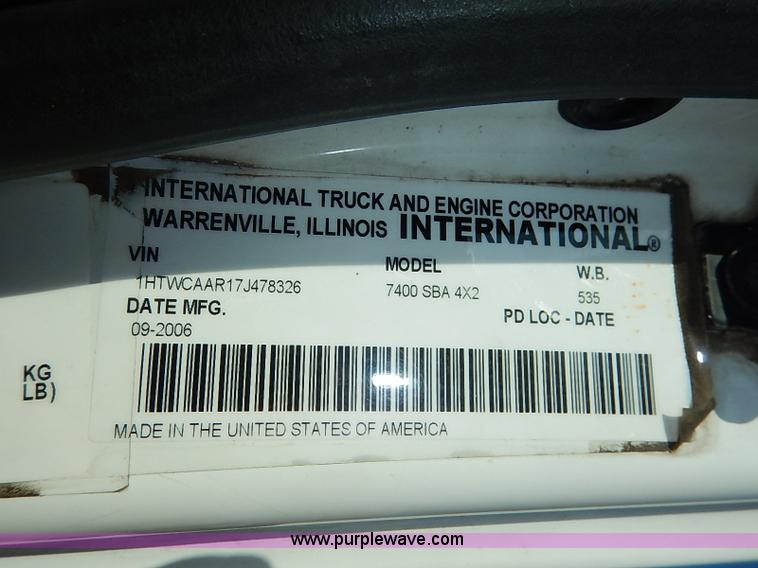 INTERNATIONAL TRUCK AND ENGINE CORPORATION
WARRENVILLE, ILLINOIS INTERNATIONAL®
VIN MODEL W.B.
1HTWCAAR17J478326 7400 SBA 4X2 535
DATE MFG. PD LOC - DATE
09-2006
KG
LB)
MADE IN THE UNITED STATES OF AMERICA
www.purplewave.com